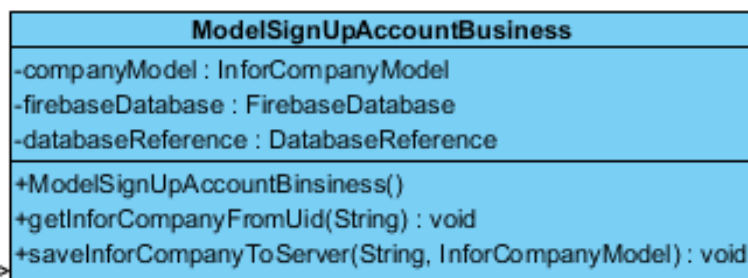 ModelSignUpAccountBusiness
-companyModel : InforCompanyModel
-firebaseDatabase : FirebaseDatabase
-databaseReference : DatabaseReference
+ModelSignUpAccountBinsiness()
+getInforCompanyFromUid(String) : void
+saveInforCompanyToServer(String, InforCompanyModel) : void